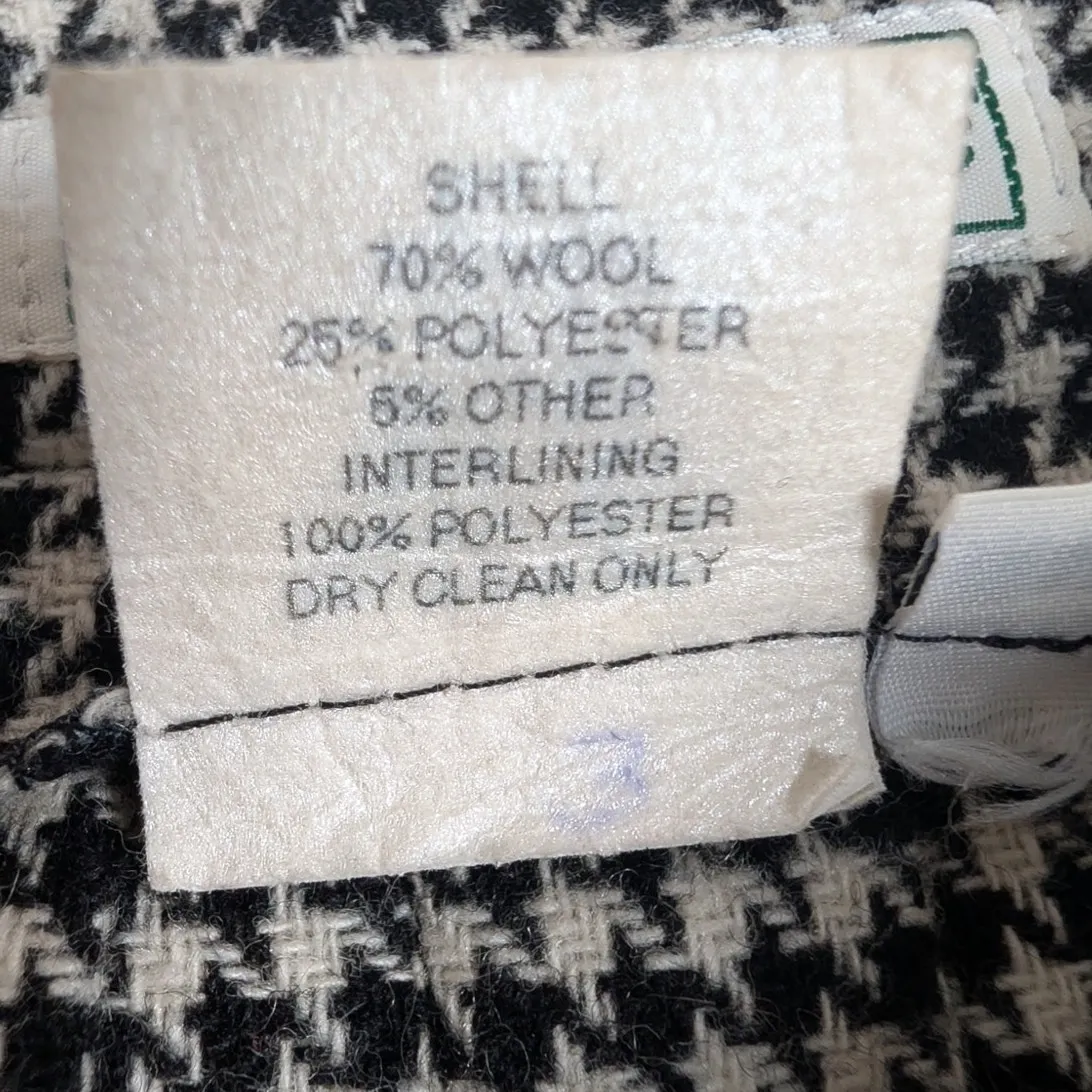 SHELL
70% WOOL
25% POLYESTER
5% OTHER
INTERLINING
100% POLYESTER
DRY CLEAN ONLY